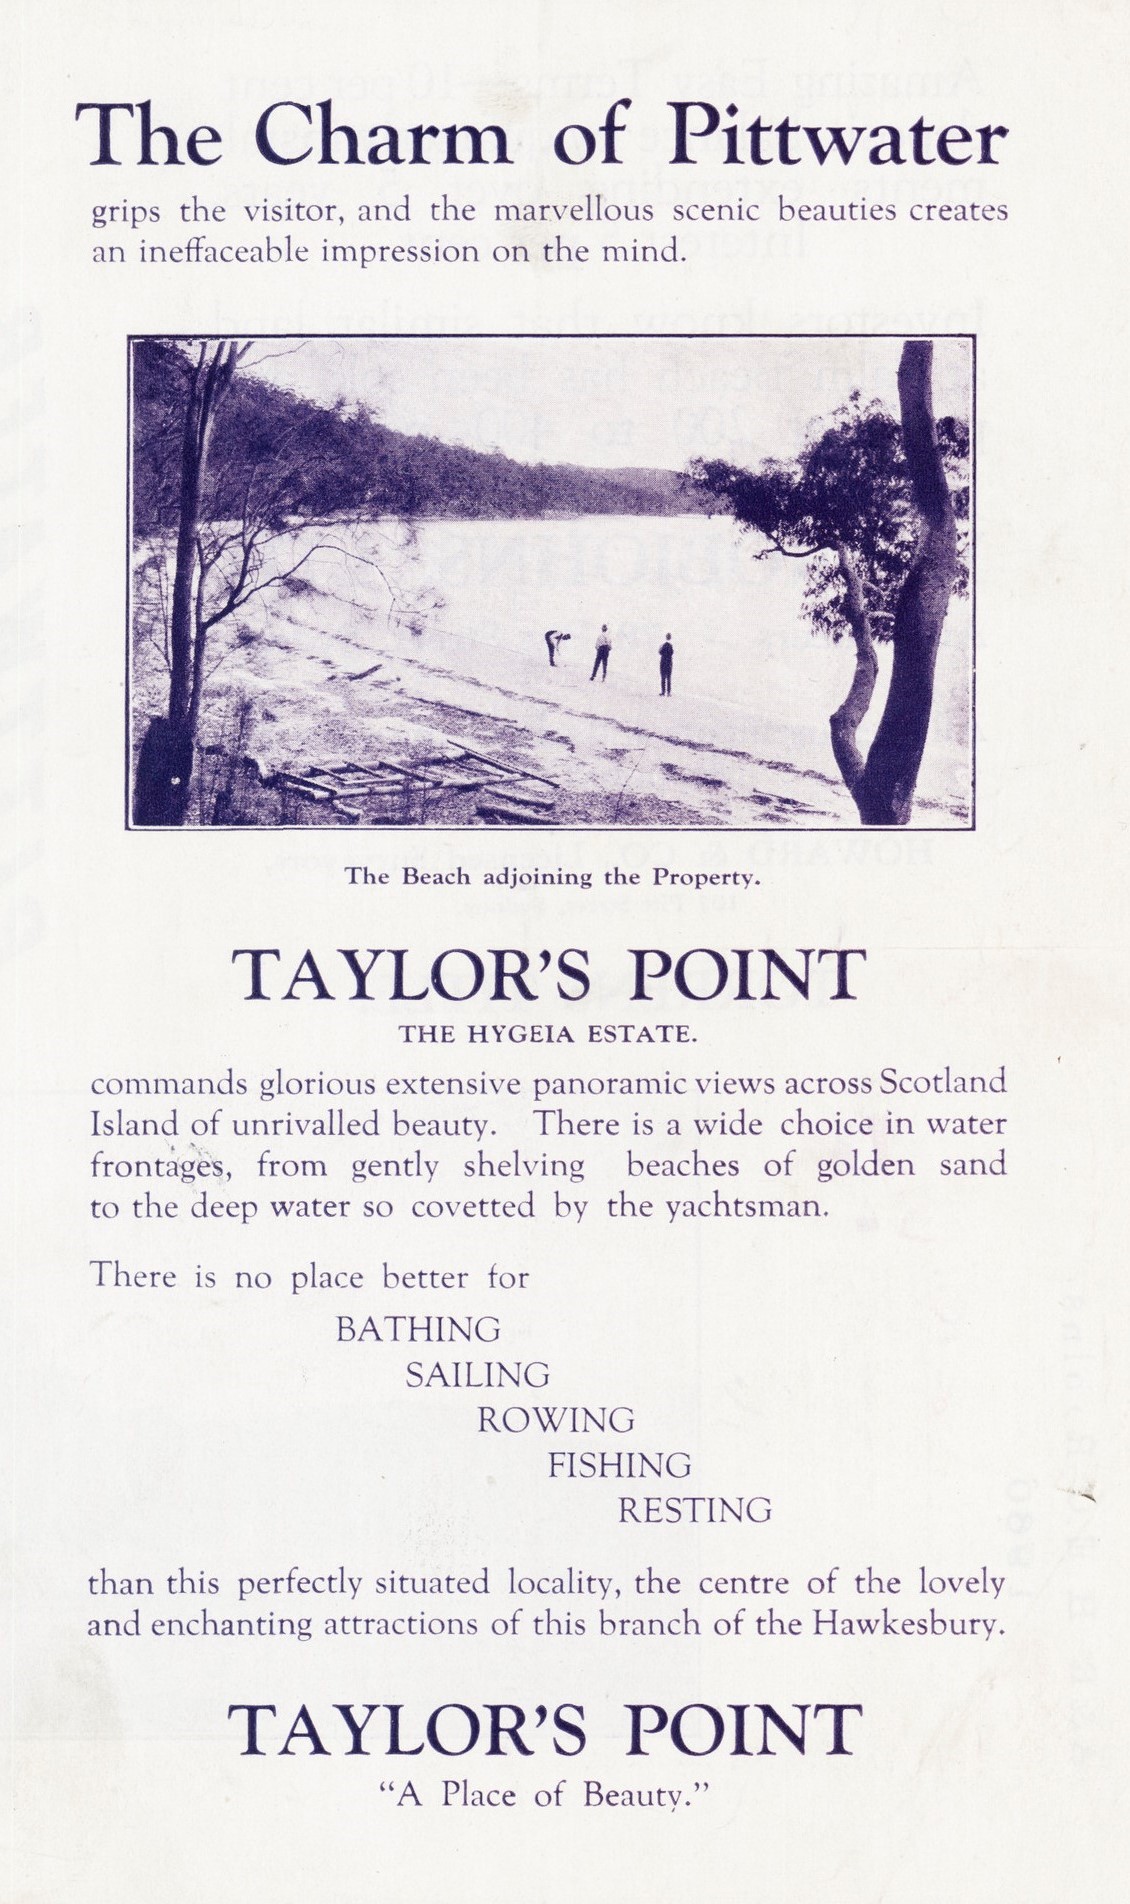 The Charm of Pittwater
grips the visitor, and the marvellous scenic beauties creates
an ineffaceable impression on the mind.
The Beach adjoining the Property.
TAYLOR'S POINT
THE HYGEIA ESTATE.
commands glorious extensive panoramic views across Scotland
Island of unrivalled beauty. There is a wide choice in water
frontages, from gently shelving beaches of golden sand
to the deep water so covetted by the yachtsman.
There is no place better for
BATHING
SAILING
ROWING
FISHING
RESTING
than this perfectly situated locality, the centre of the lovely
and enchanting attractions of this branch of the Hawkesbury.
TAYLOR'S POINT
"A Place of Beauty."